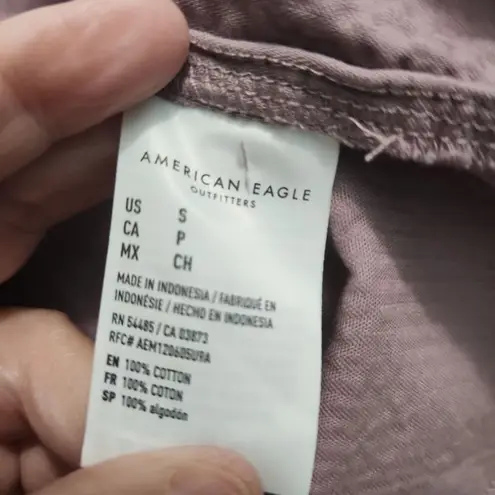 AMERICAN EAGLE
OUTFITTERS
US S
CA P
MX CH
MADE IN INDONESIA / FABRIQUÉ EN
INDONÉSIE / HECHO EN INDONESIA
RN 54485 / CA 03873
RFC# AEM120605U9A
EN 100% COTTON
FR 100% COTON
SP 100% algodón